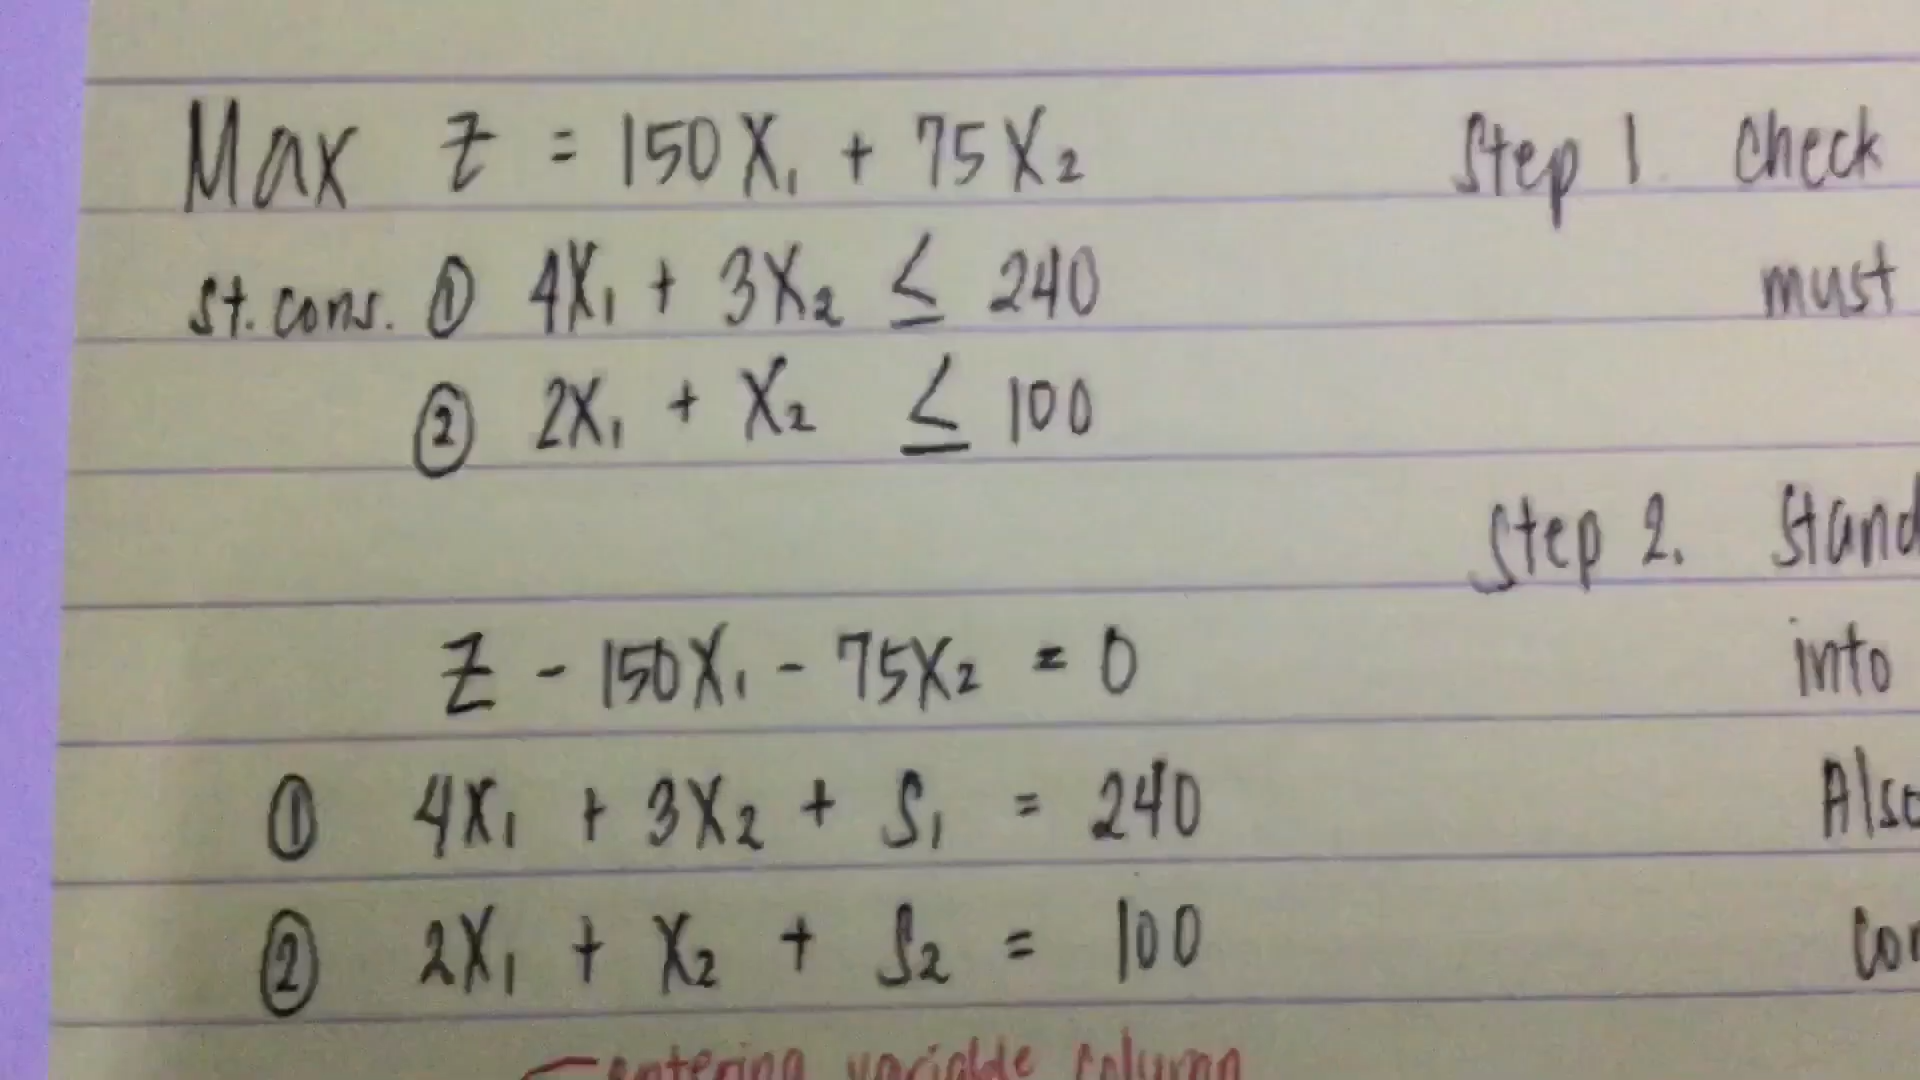 Max Z = 150X₁ + 75X₂
st. cons. ① 4X₁ + 3X₂ ≤ 240
② 2X₁ + X₂ ≤ 100
Z - 150X₁ - 75X₂ = 0
① 4X₁ + 3X₂ + S₁ = 240
② 2X₁ + X₂ + S₂ = 100
entering variable column
Step 1. Check
must
Step 2. Stand
into
Also